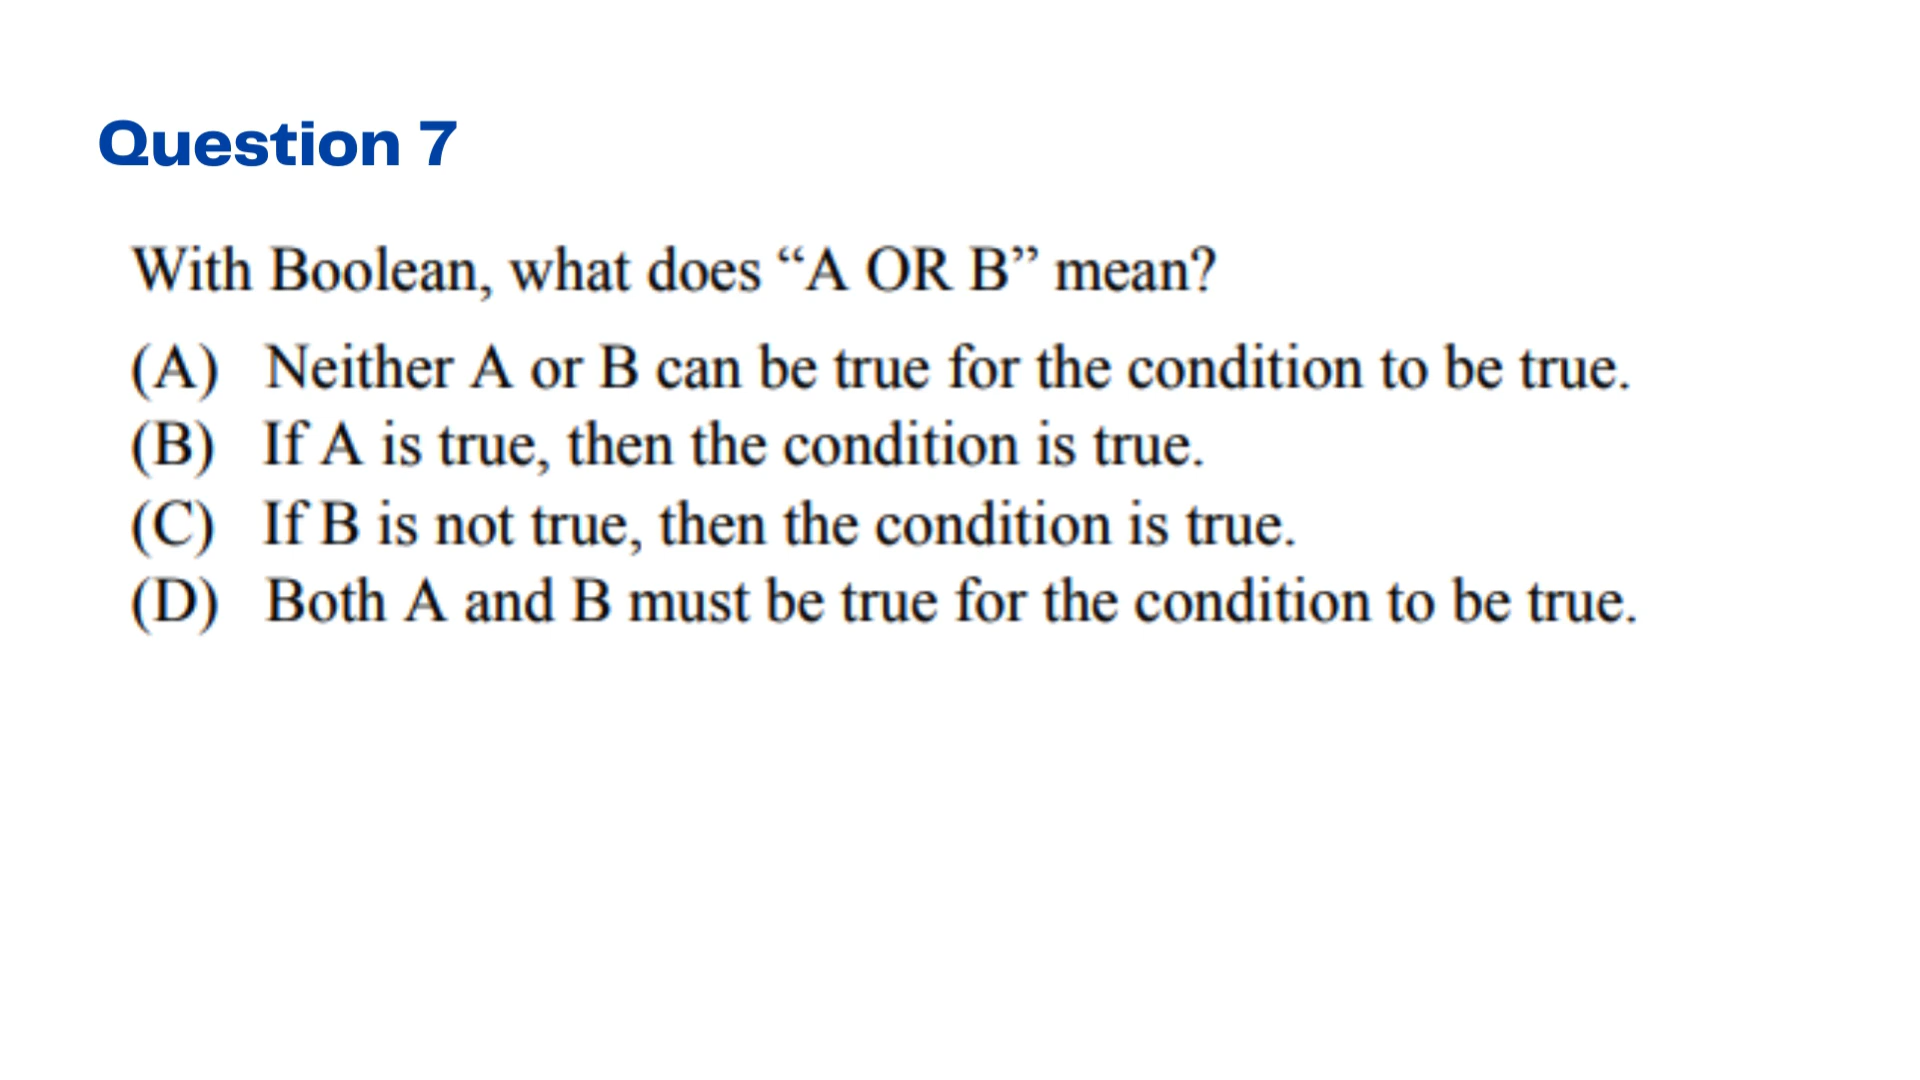 Question 7
With Boolean, what does “A OR B” mean?
(A) Neither A or B can be true for the condition to be true.
(B) If A is true, then the condition is true.
(C) If B is not true, then the condition is true.
(D) Both A and B must be true for the condition to be true.